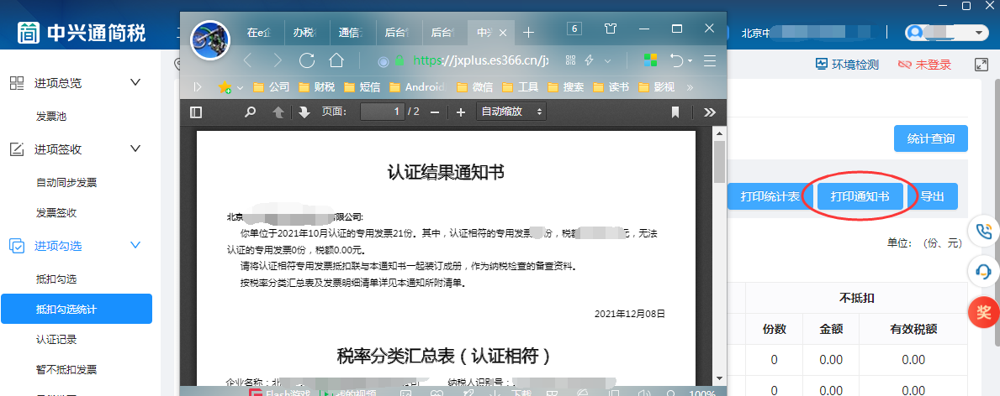 简 中兴通简税
北京中
在e企 办税 通信 后台 后台 中 6
https://jxplus.es366.cn/jx
环境检测 未登录
公司 财税 短信 Android 微信 工具 搜索 读书 影视 »
页面: 1 / 2 自动缩放
进项总览
发票池
进项签收
自动同步发票
发票签收
进项勾选
抵扣勾选
抵扣勾选统计
认证记录
暂不抵扣发票
认证结果通知书
北京 有限公司:
你单位于2021年10月认证的专用发票21份。其中，认证相符的专用发票 份，税额 元，无法
认证的专用发票0份，税额0.00元。
请将认证相符专用发票抵扣联与本通知书一起装订成册，作为纳税检查的备查资料。
按税率分类汇总表及发票明细清单详见本通知所附清单。
2021年12月08日
税率分类汇总表（认证相符）
企业名称：北 纳税人识别号：
Flash游戏 我的视频 下载 100%
统计查询
打印统计表 打印通知书 导出
单位: （份、元）
不抵扣
份数 金额 有效税额
0 0.00 0.00
0 0.00 0.00
奖